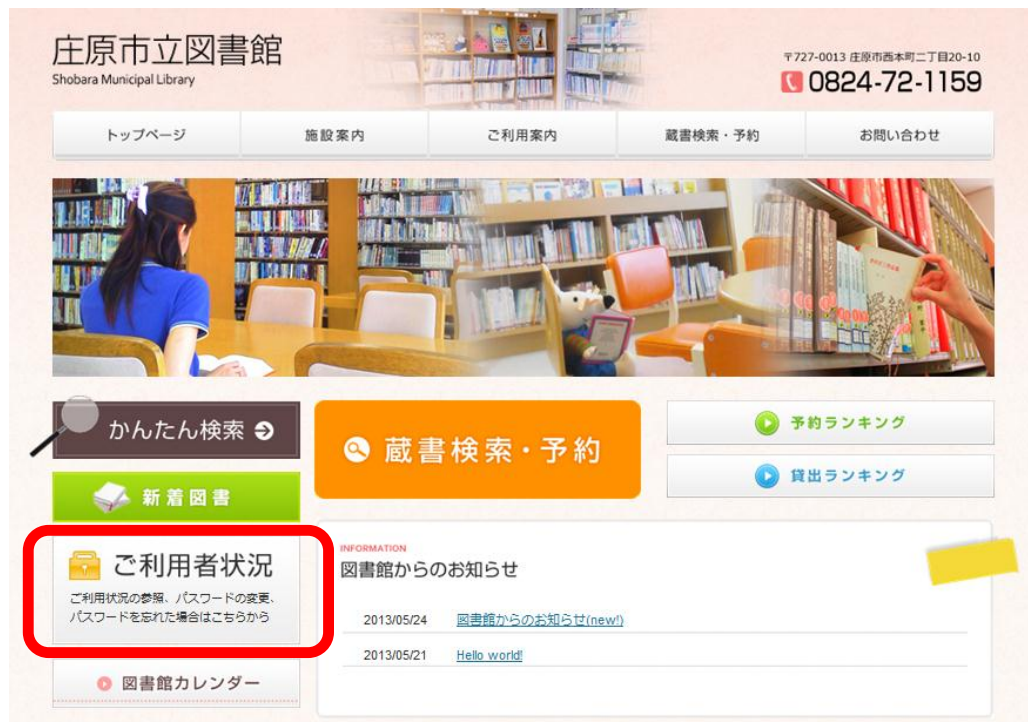 庄原市立図書館
Shobara Municipal Library
〒727-0013 庄原市西本町二丁目20-10
0824-72-1159
トップページ
施設案内
ご利用案内
蔵書検索・予約
お問い合わせ
かんたん検索
蔵書検索・予約
予約ランキング
貸出ランキング
新着図書
ご利用者状況
ご利用状況の参照、パスワードの変更、
パスワードを忘れた場合はこちらから
図書館カレンダー
INFORMATION
図書館からのお知らせ
2013/05/24 図書館からのお知らせ(new!)
2013/05/21 Hello world!